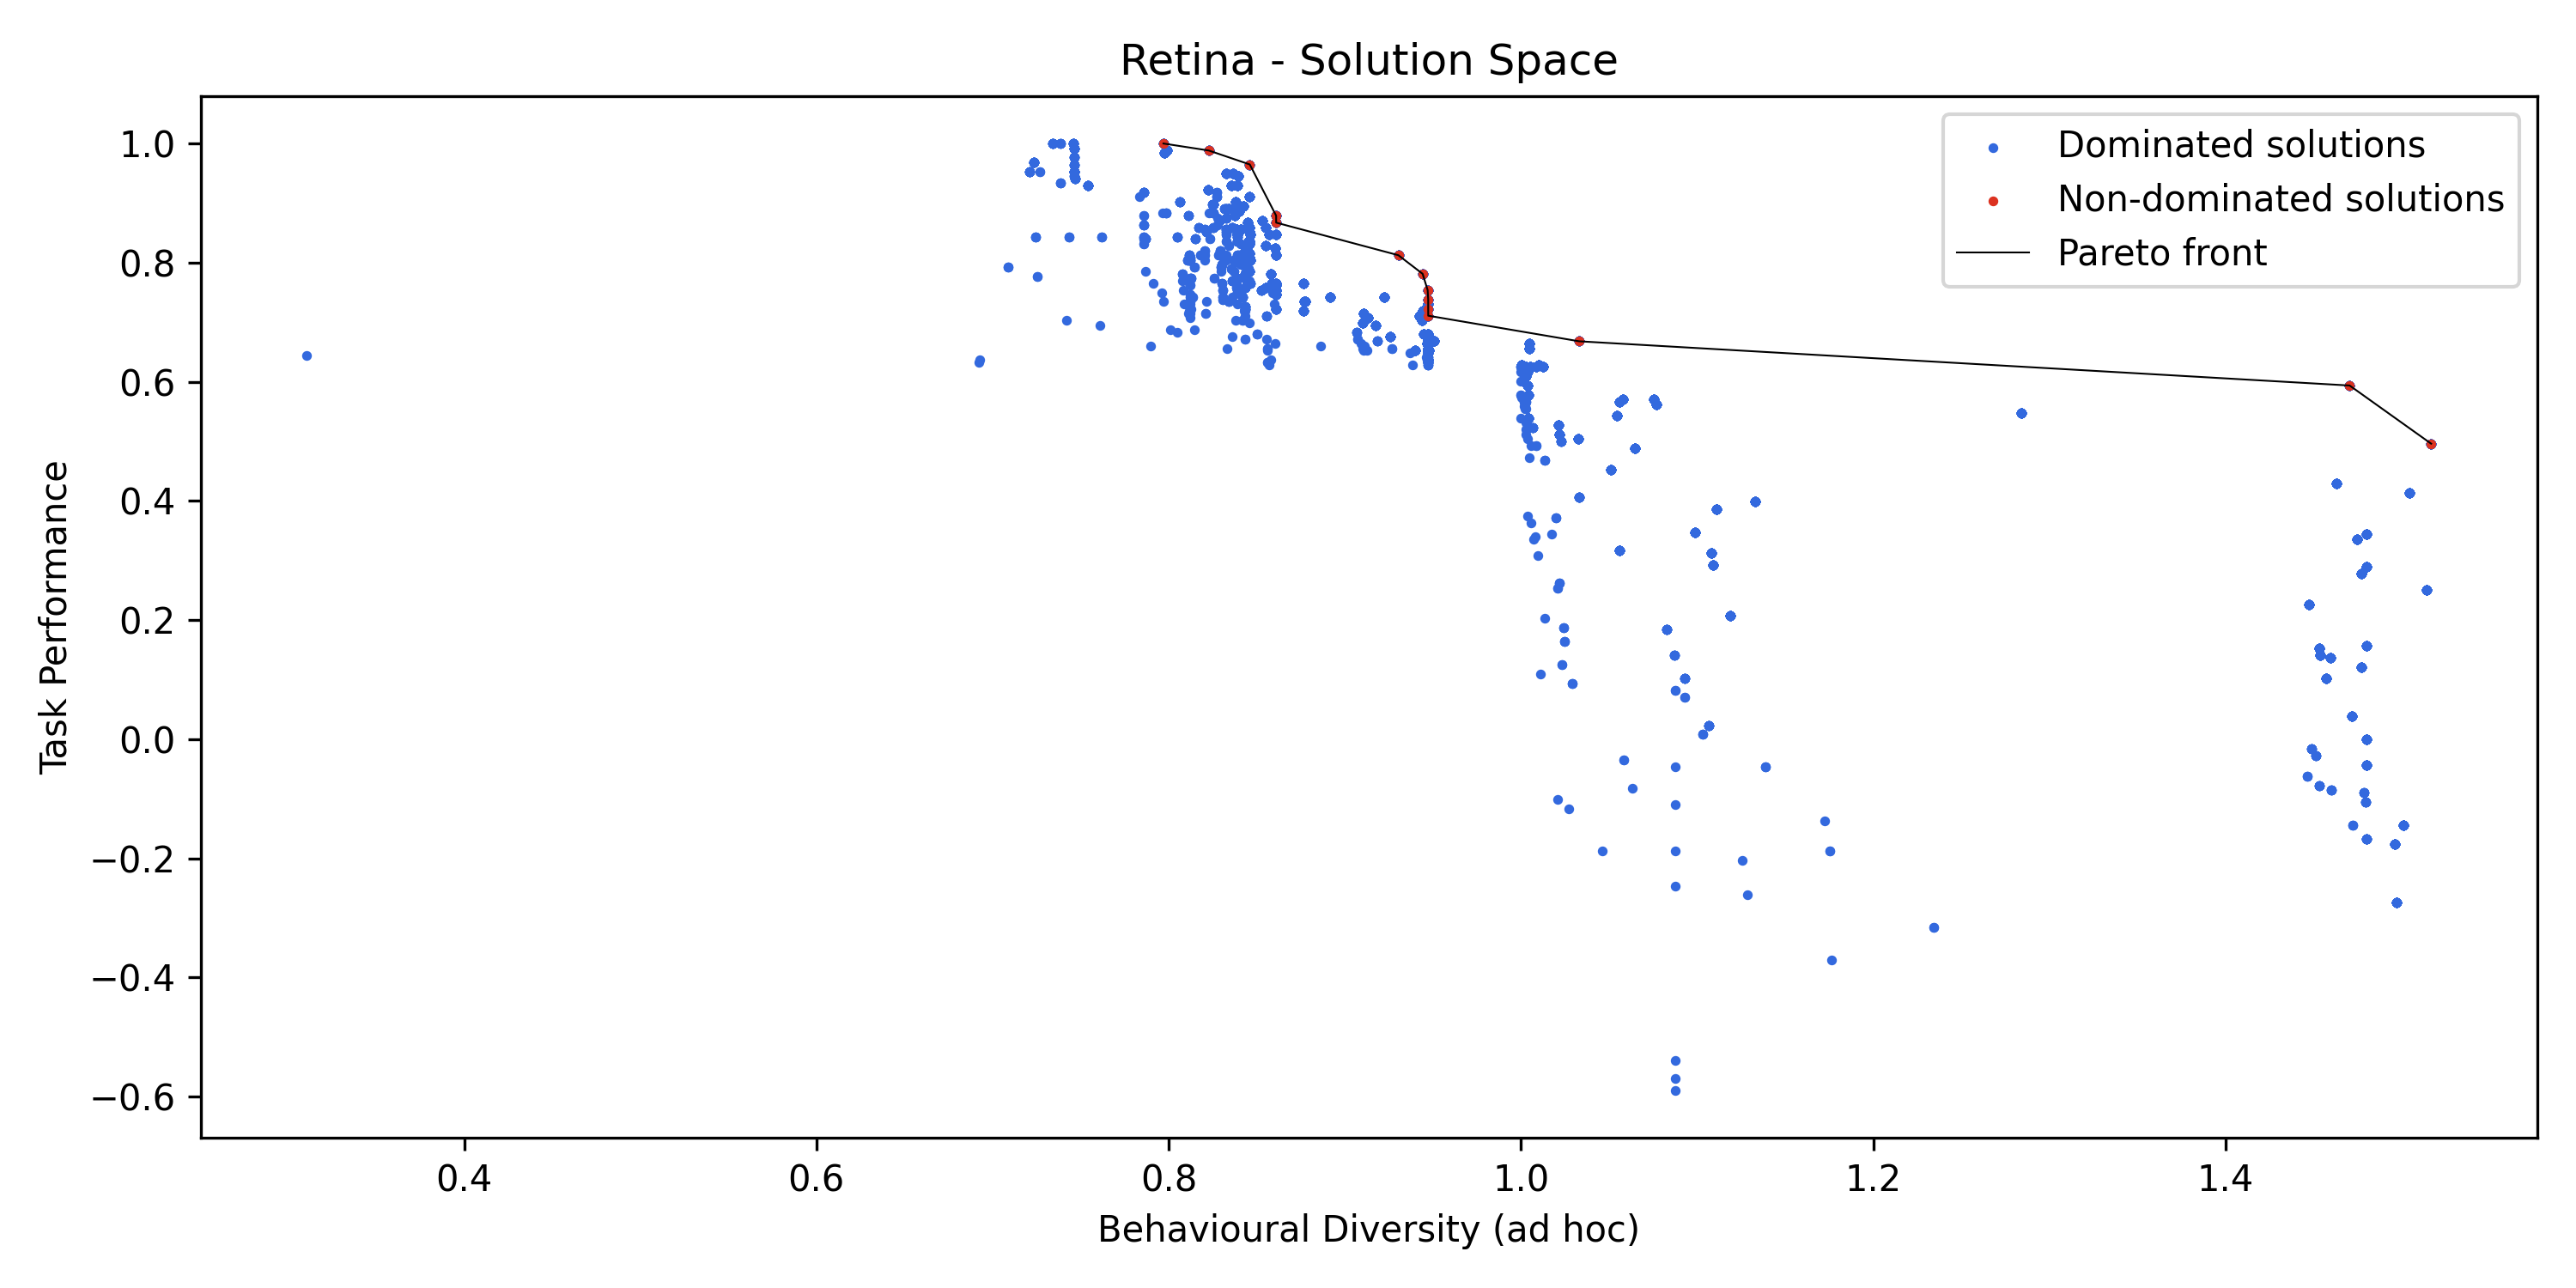 Retina - Solution Space
Dominated solutions
Non-dominated solutions
Pareto front
Task Performance
1.0
0.8
0.6
0.4
0.2
0.0
−0.2
−0.4
−0.6
0.4 0.6 0.8 1.0 1.2 1.4
Behavioural Diversity (ad hoc)